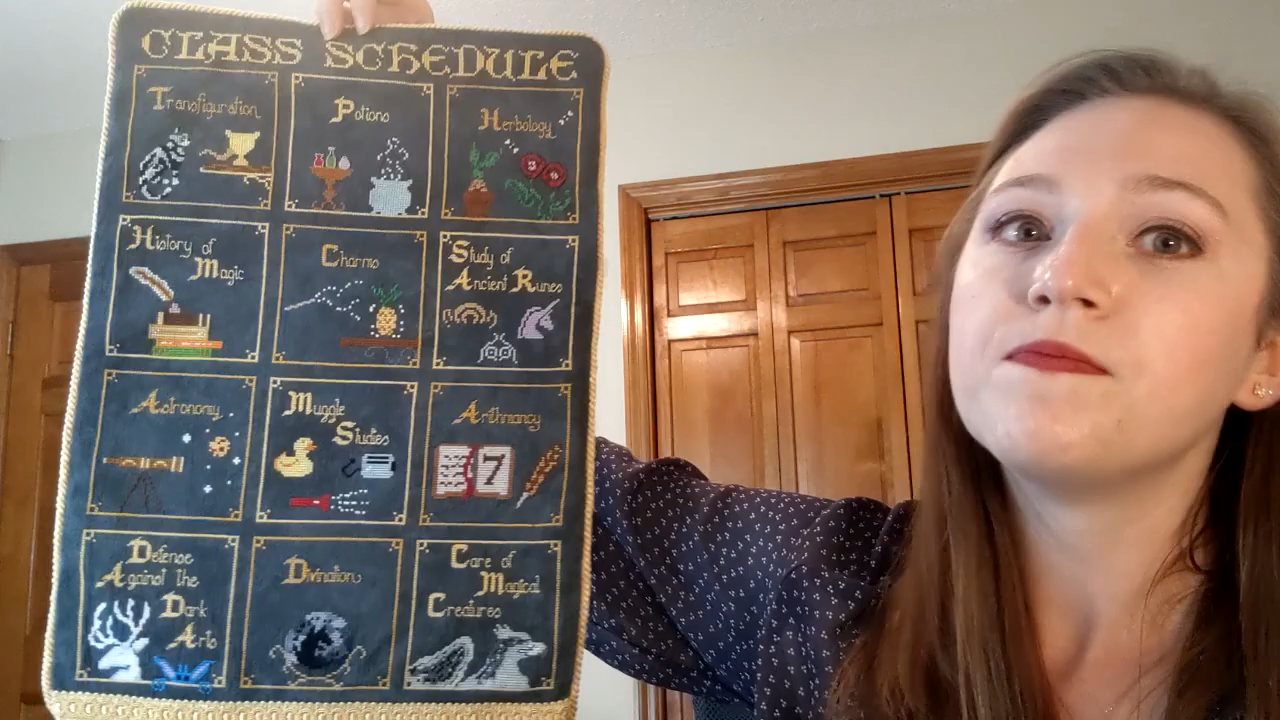 CLASS SCHEDULE
Transfiguration
Potions
Herbology
History of
Magic
Charms
Study of
Ancient Runes
Astronomy
Muggle
Studies
Arithmancy
7
Defense
Against the
Dark
Arts
Divination
Care of
Magical
Creatures